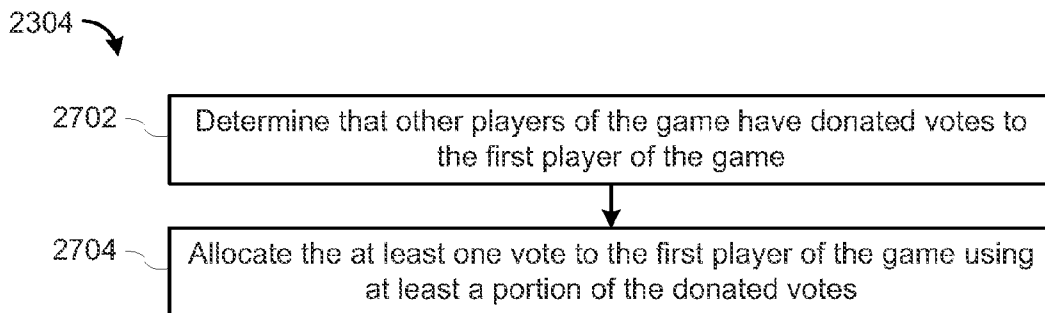 2304
2702
Determine that other players of the game have donated votes to
the first player of the game
2704
Allocate the at least one vote to the first player of the game using
at least a portion of the donated votes